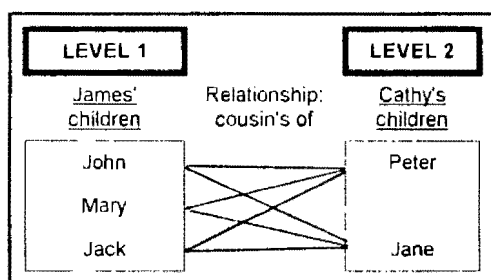 LEVEL 1 LEVEL 2
James' Relationship: Cathy's
children cousin's of children
John Peter
Mary
Jack Jane